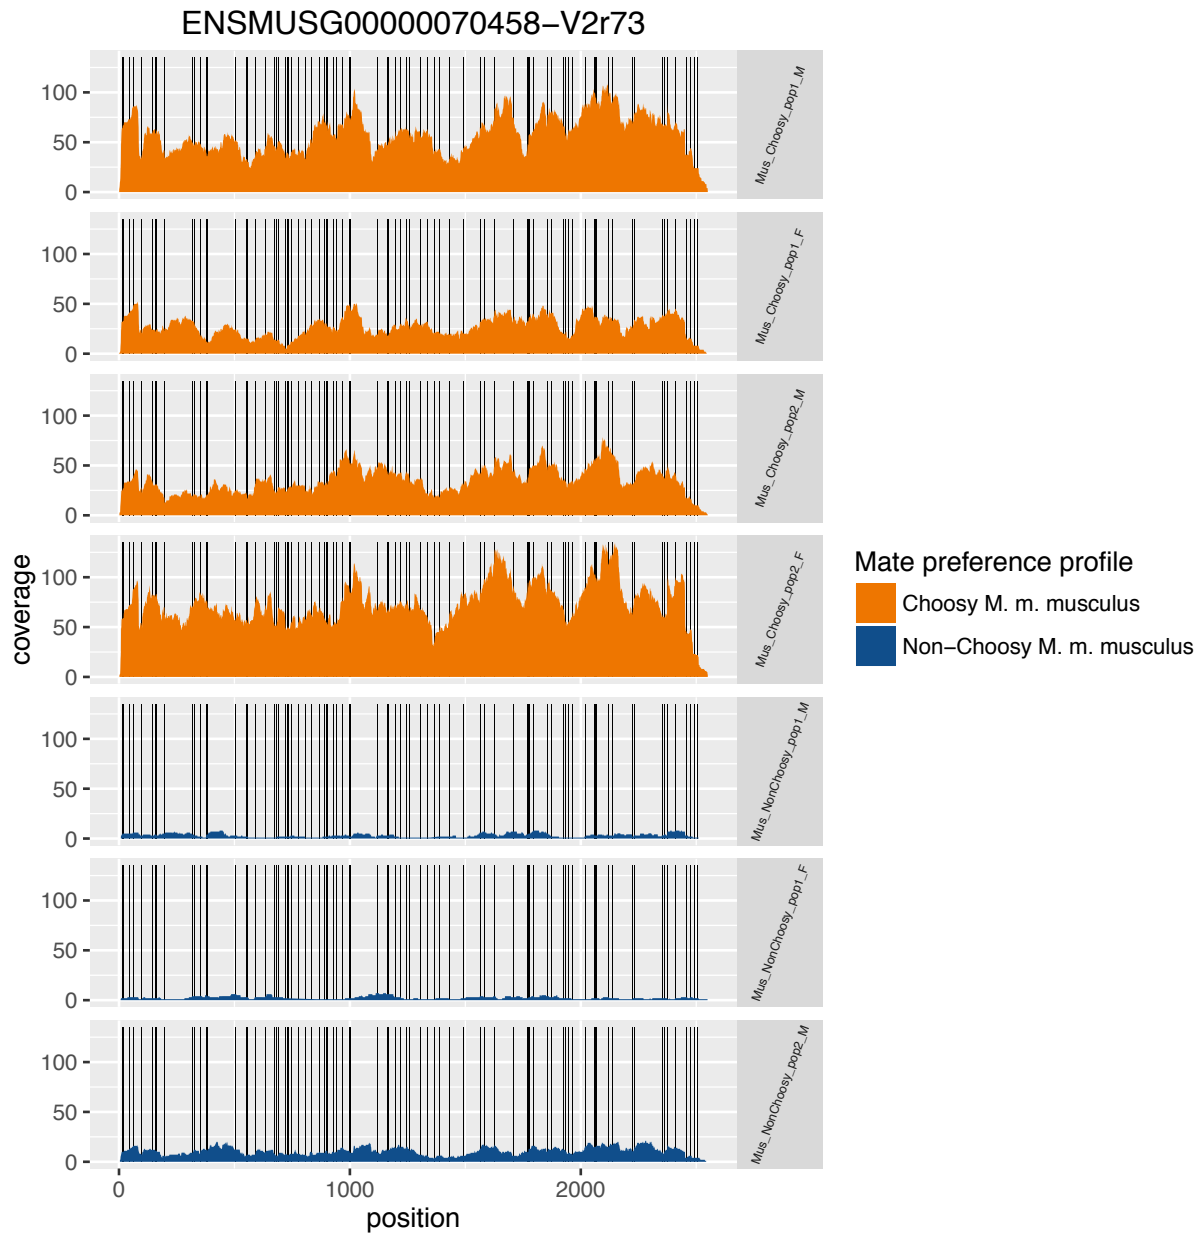 ENSMUSG00000070458−V2r73
coverage
100
50
0
Mus_Choosy_pop1_M
100
50
0
Mus_Choosy_pop1_F
100
50
0
Mus_Choosy_pop2_M
100
50
0
Mus_Choosy_pop2_F
100
50
0
Mus_NonChoosy_pop1_M
100
50
0
Mus_NonChoosy_pop1_F
100
50
0
Mus_NonChoosy_pop2_M
0 1000 2000
position
Mate preference profile
Choosy M. m. musculus
Non−Choosy M. m. musculus